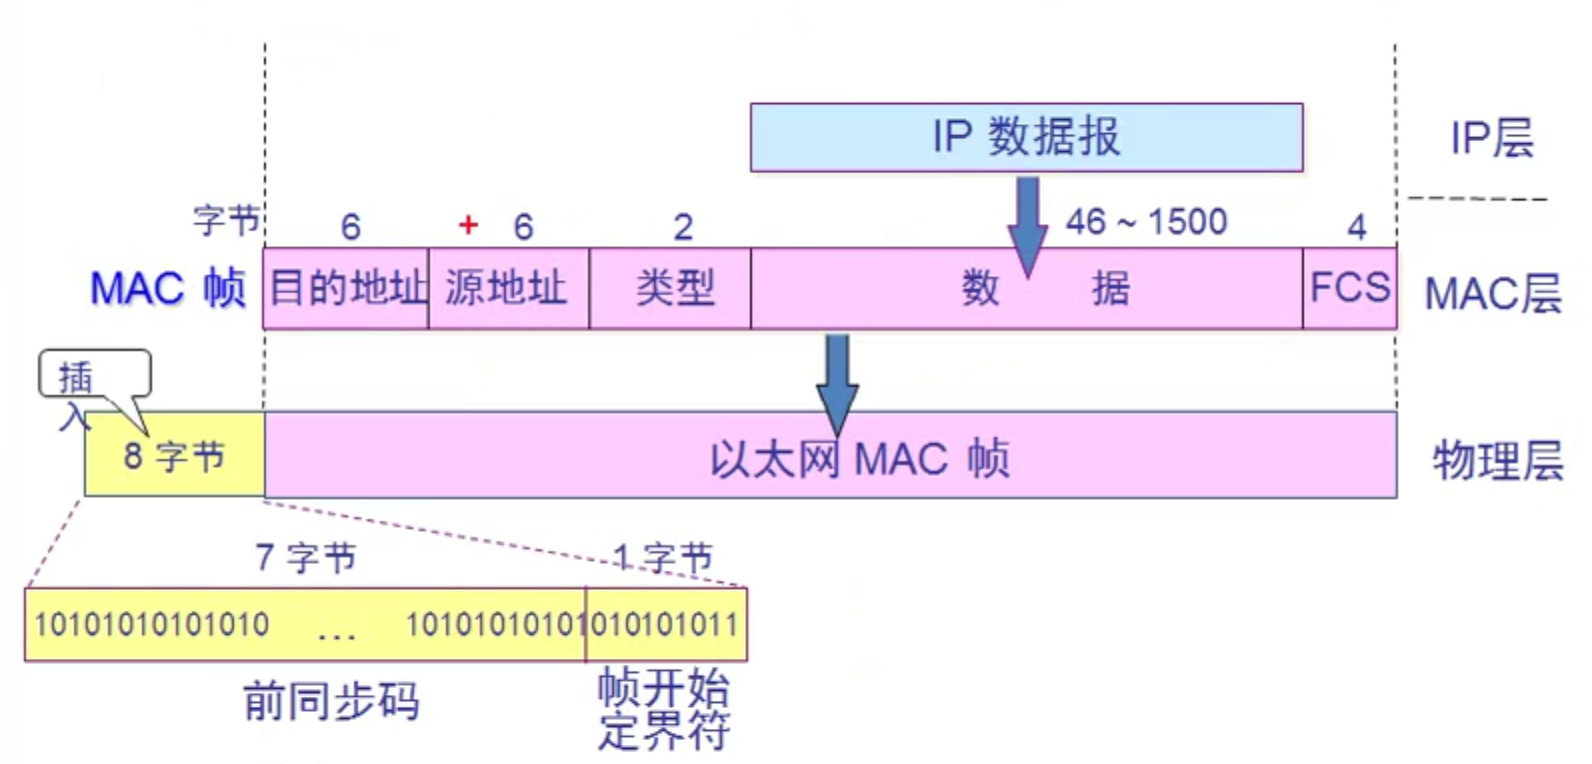 IP 数据报
IP层
字节 6 + 6 2 46 ~ 1500 4
MAC 帧 目的地址 源地址 类型 数 据 FCS MAC层
插
入
8 字节 以太网 MAC 帧 物理层
7 字节 1 字节
10101010101010 ... 10101010101010101011
前同步码 帧开始
定界符